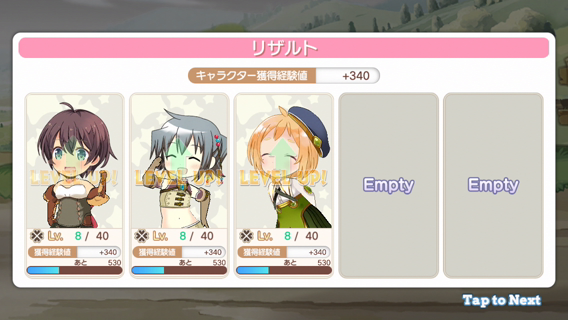 リザルト
キャラクター獲得経験値 +340
LEVEL UP! LEVEL UP! LEVEL UP!
Empty Empty
Lv. 8 / 40 Lv. 8 / 40 Lv. 8 / 40
獲得経験値 +340 獲得経験値 +340 獲得経験値 +340
あと 530 あと 530 あと 530
Tap to Next